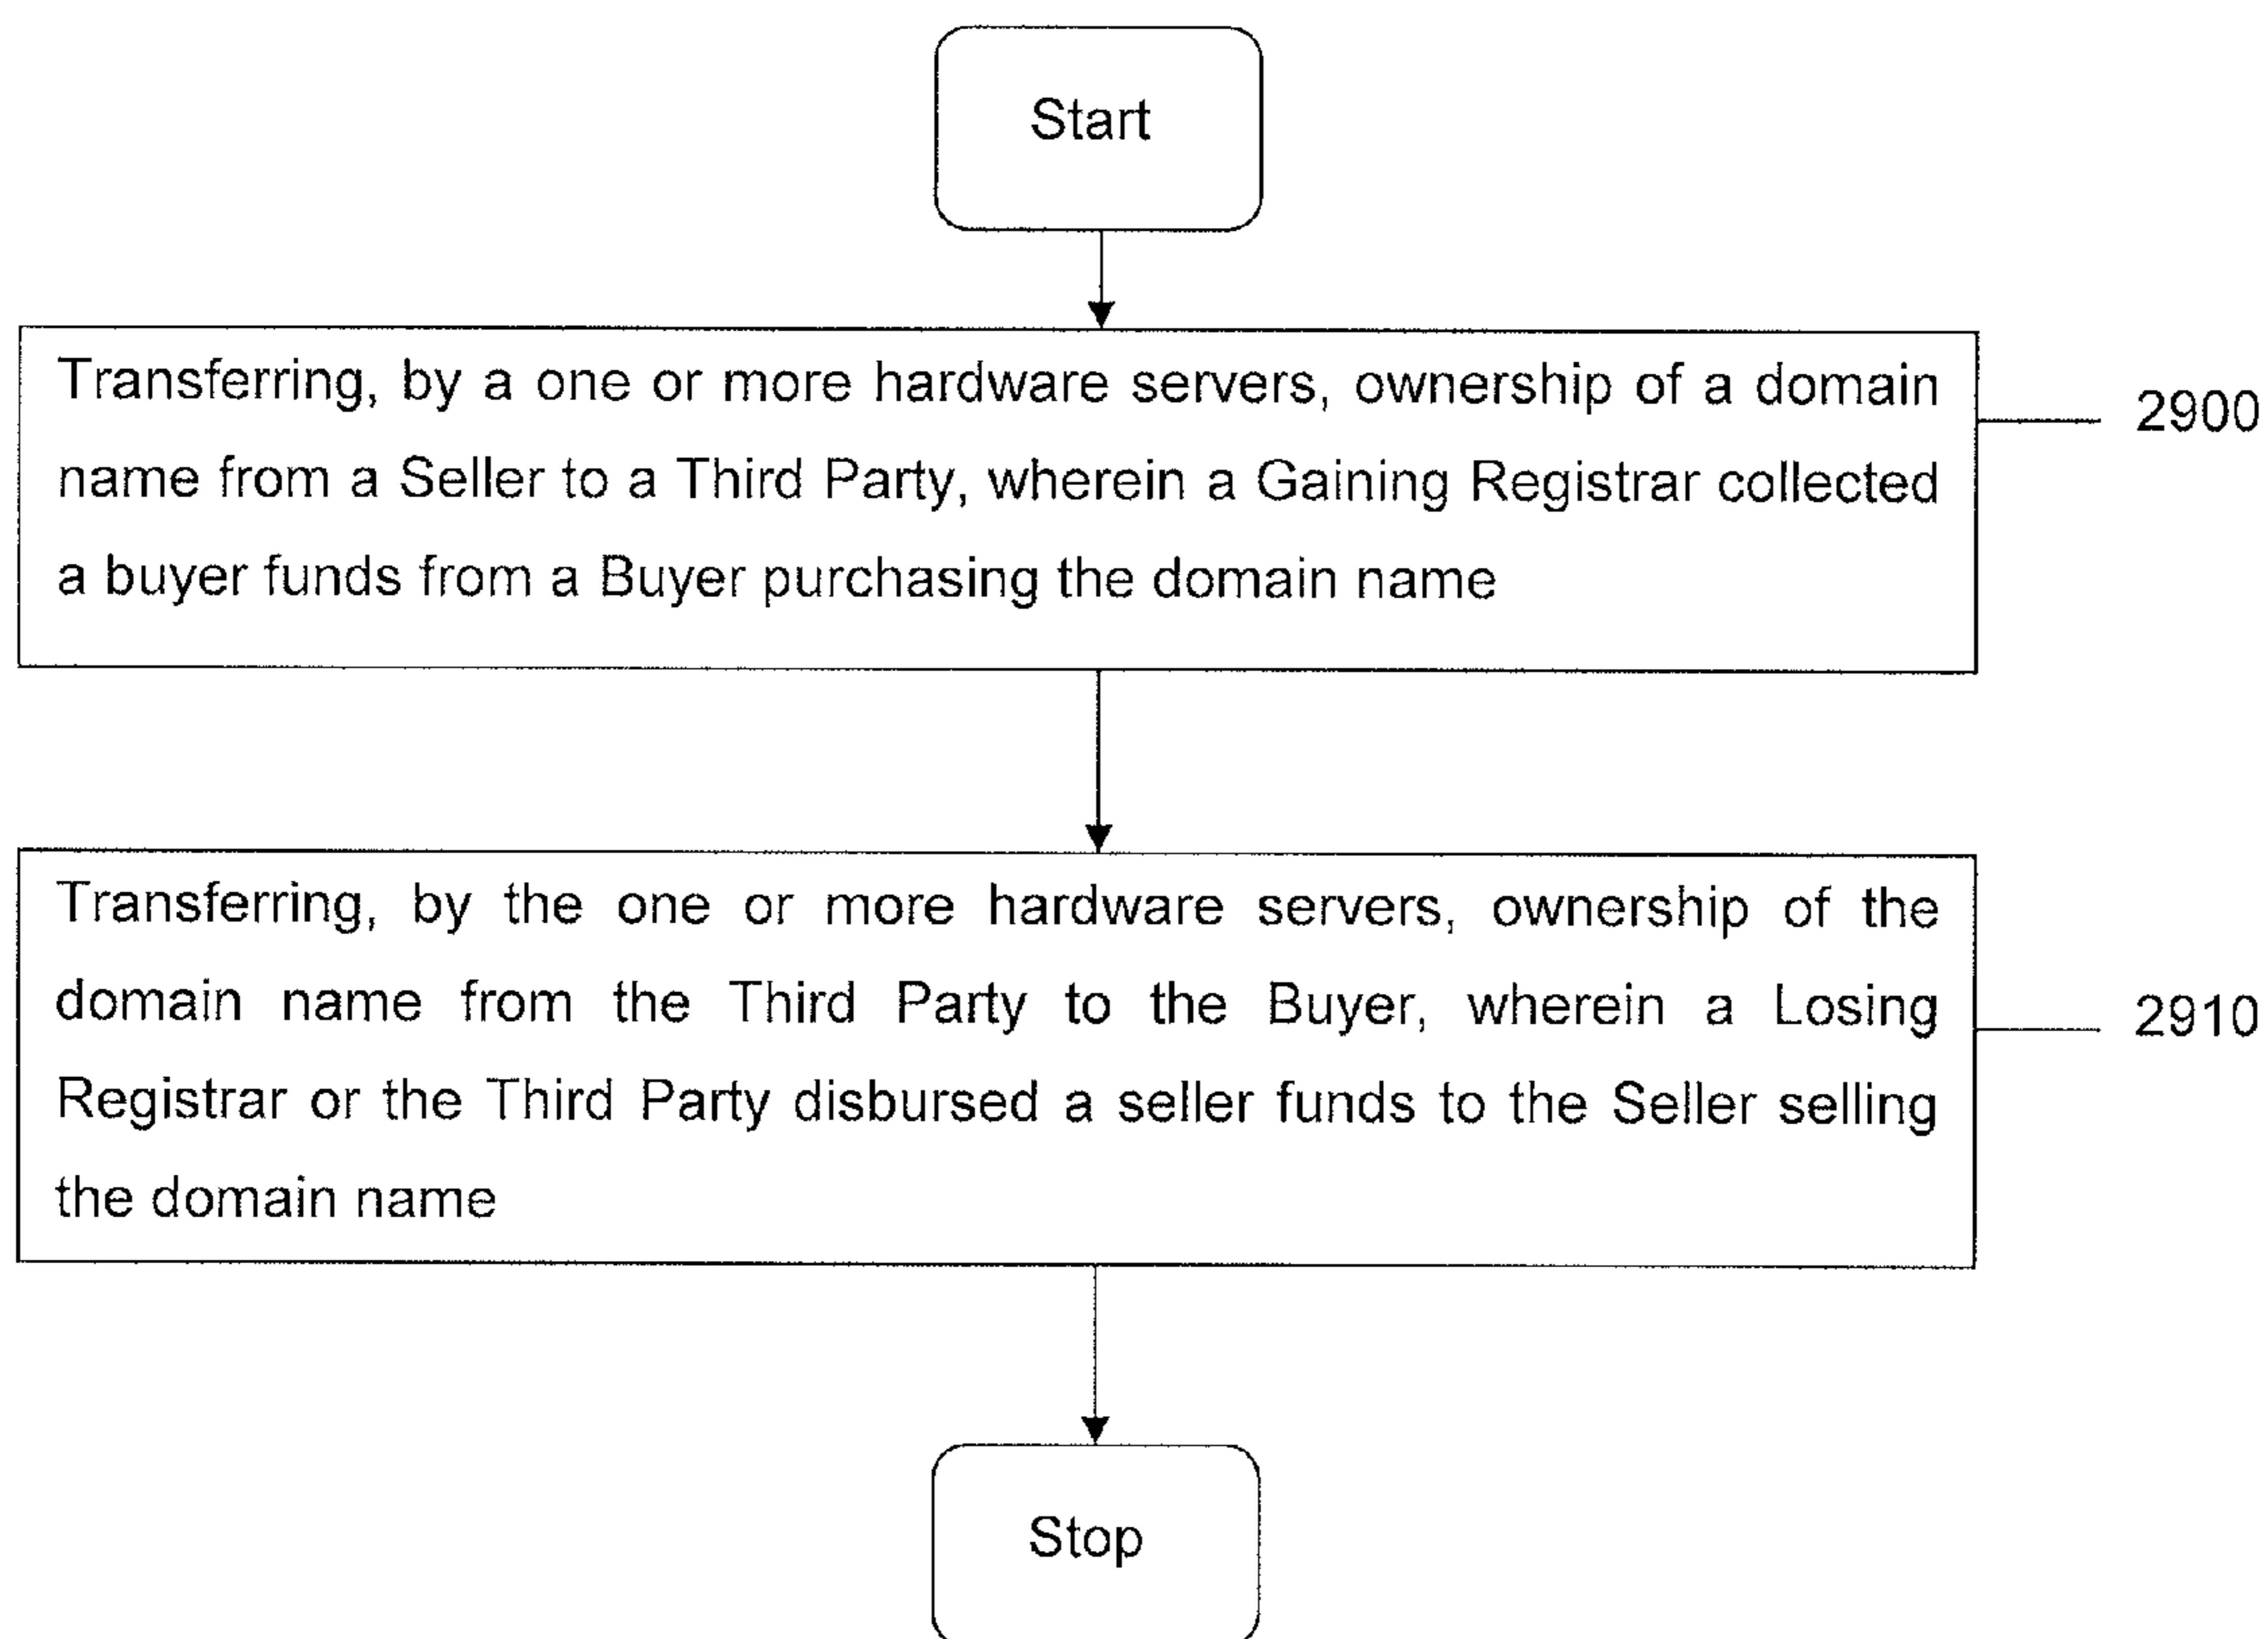 Start
Transferring, by a one or more hardware servers, ownership of a domain
name from a Seller to a Third Party, wherein a Gaining Registrar collected
a buyer funds from a Buyer purchasing the domain name
2900
Transferring, by the one or more hardware servers, ownership of the
domain name from the Third Party to the Buyer, wherein a Losing
Registrar or the Third Party disbursed a seller funds to the Seller selling
the domain name
2910
Stop